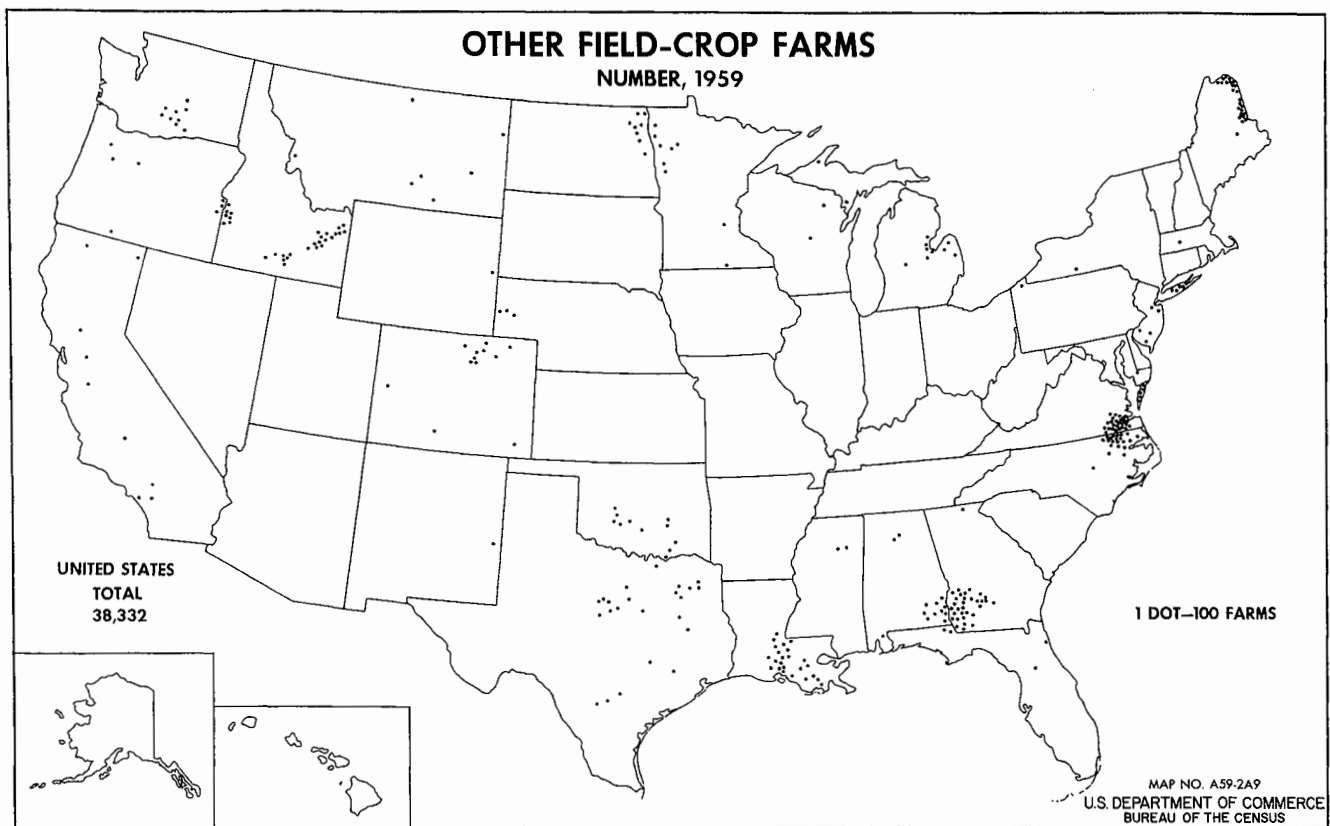 OTHER FIELD-CROP FARMS
NUMBER, 1959
UNITED STATES
TOTAL
38,332
1 DOT—100 FARMS
MAP NO. A59-2A9
U.S. DEPARTMENT OF COMMERCE
BUREAU OF THE CENSUS